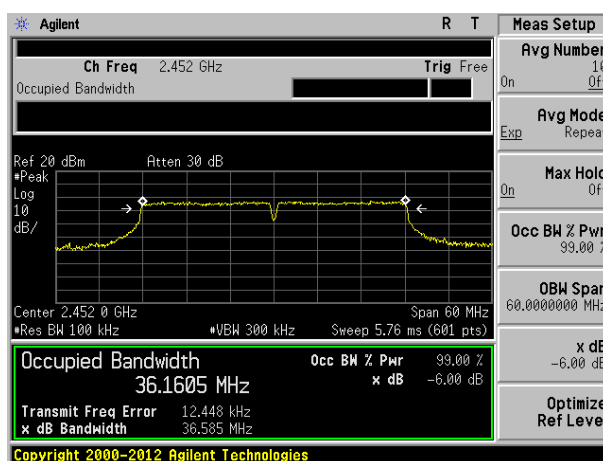 Agilent R T
Ch Freq 2.452 GHz Trig Free
Occupied Bandwidth
Ref 20 dBm Atten 30 dB
#Peak
Log
10
dB/
Center 2.452 0 GHz Span 60 MHz
#Res BW 100 kHz #VBW 300 kHz Sweep 5.76 ms (601 pts)
Occupied Bandwidth Occ BW % Pwr 99.00 %
36.1605 MHz x dB -6.00 dB
Transmit Freq Error 12.448 kHz
x dB Bandwidth 36.585 MHz
Copyright 2000-2012 Agilent Technologies
Meas Setup
Avg Number
On
Avg Mode
Exp Repea
Max Hold
On
Occ BW % Pwr
99.00 %
OBW Span
60.0000000 MHz
x dB
-6.00 dB
Optimize
Ref Level